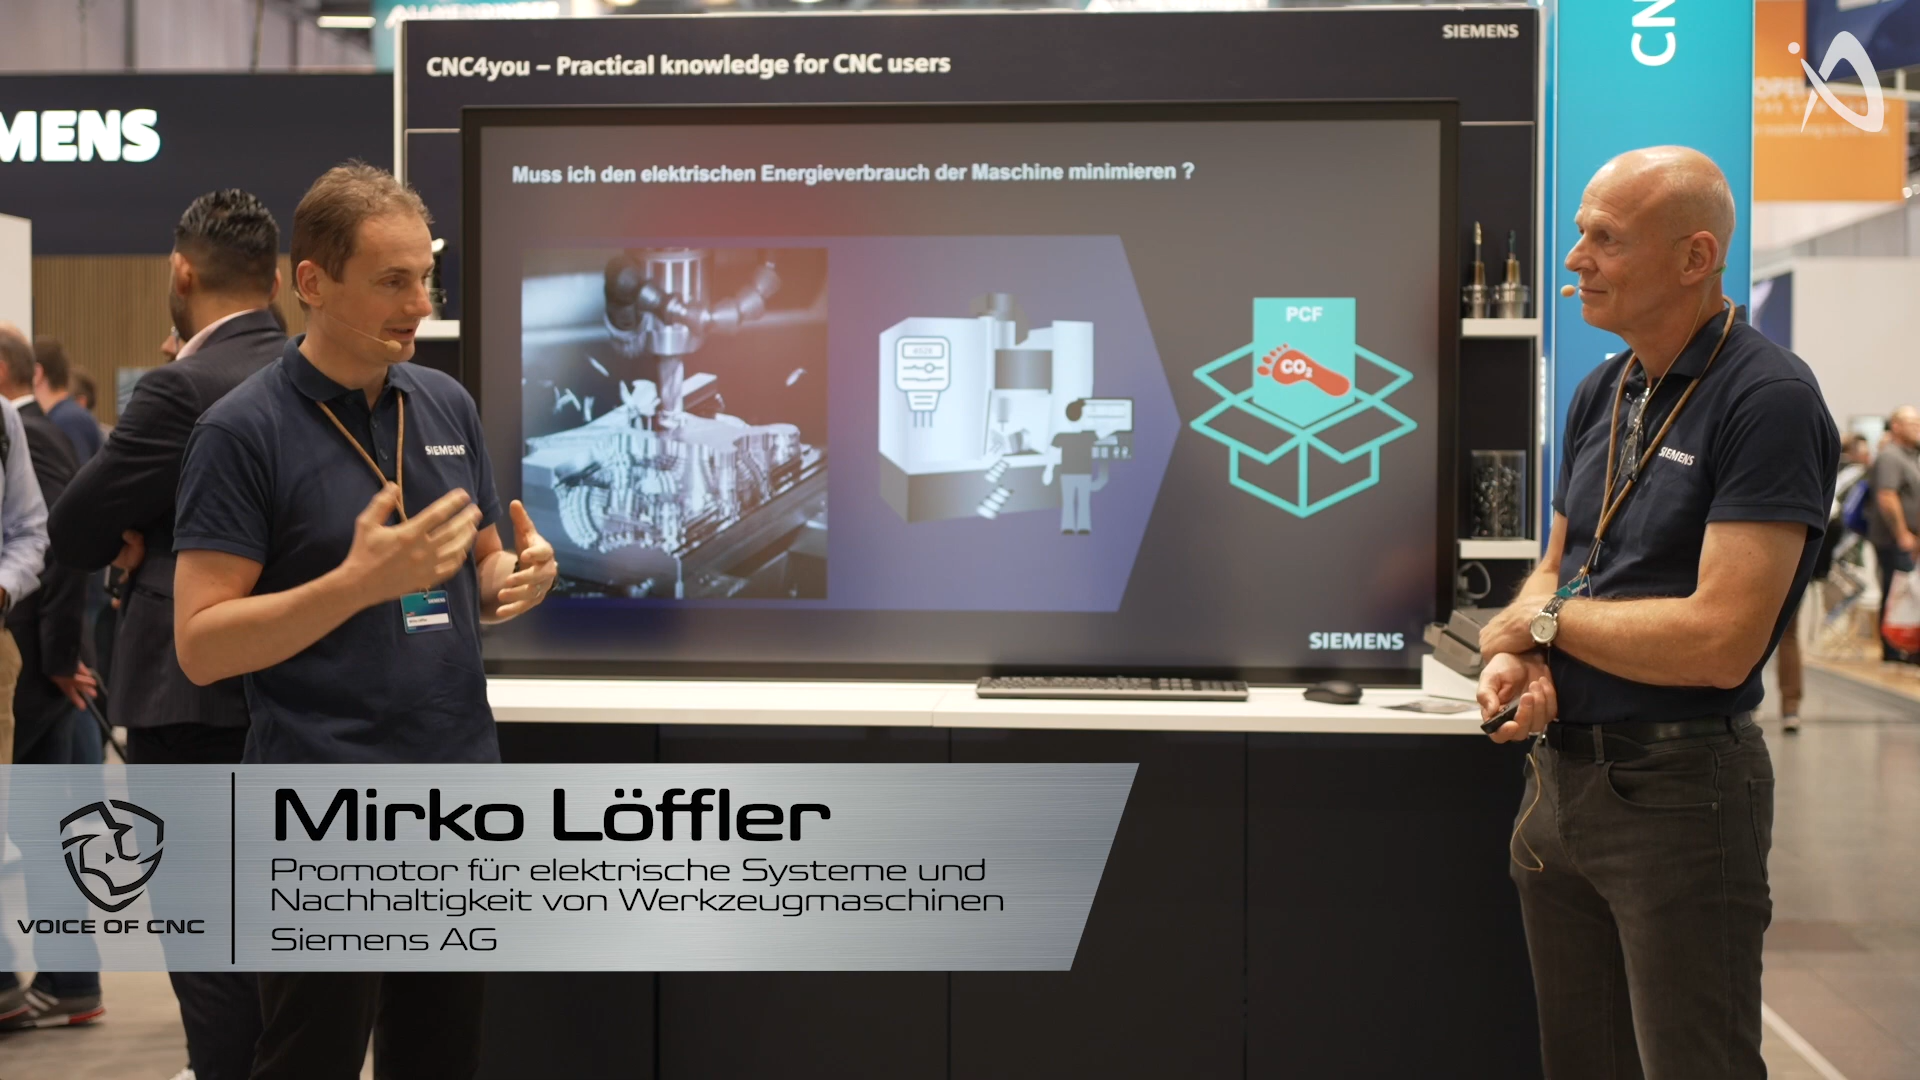 SIEMENS
CNC4you – Practical knowledge for CNC users
MENS
CN
Muss ich den elektrischen Energieverbrauch der Maschine minimieren ?
PCF
CO₂
SIEMENS
SIEMENS
SIEMENS
SIEMENS
Mirko Löffler
Promotor für elektrische Systeme und
Nachhaltigkeit von Werkzeugmaschinen
Siemens AG
VOICE OF CNC